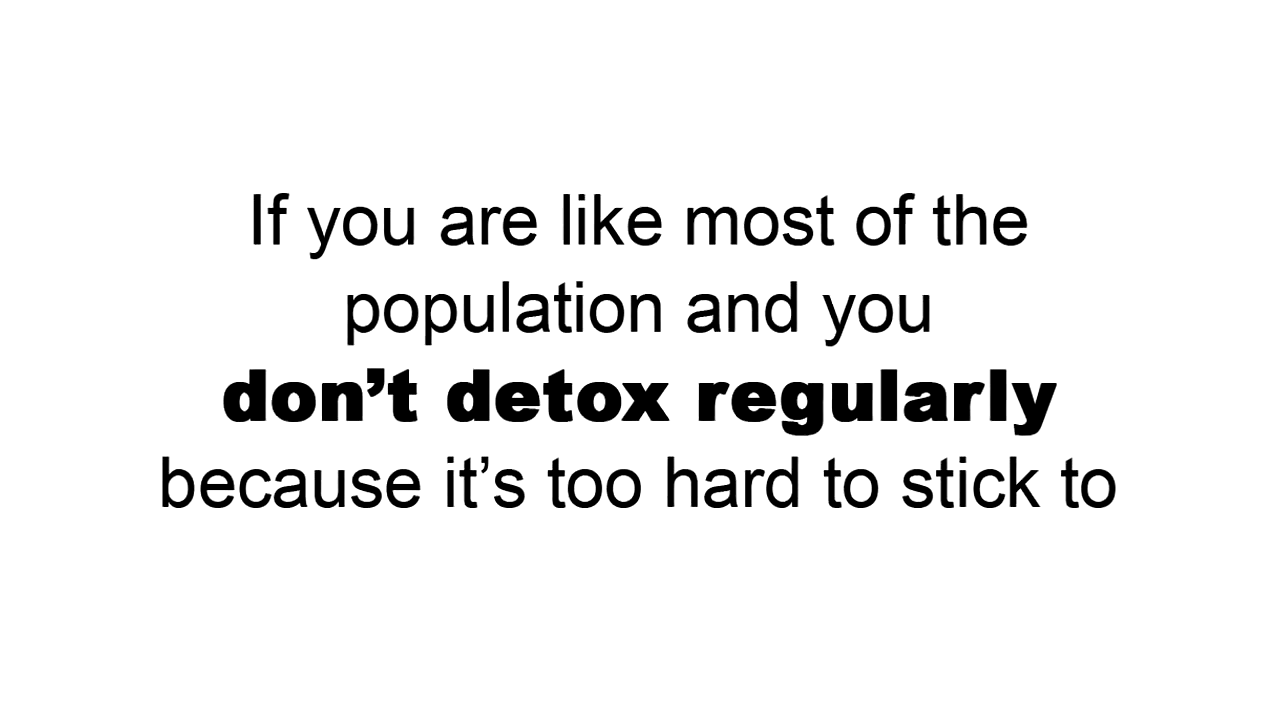 If you are like most of the
population and you
don’t detox regularly
because it’s too hard to stick to